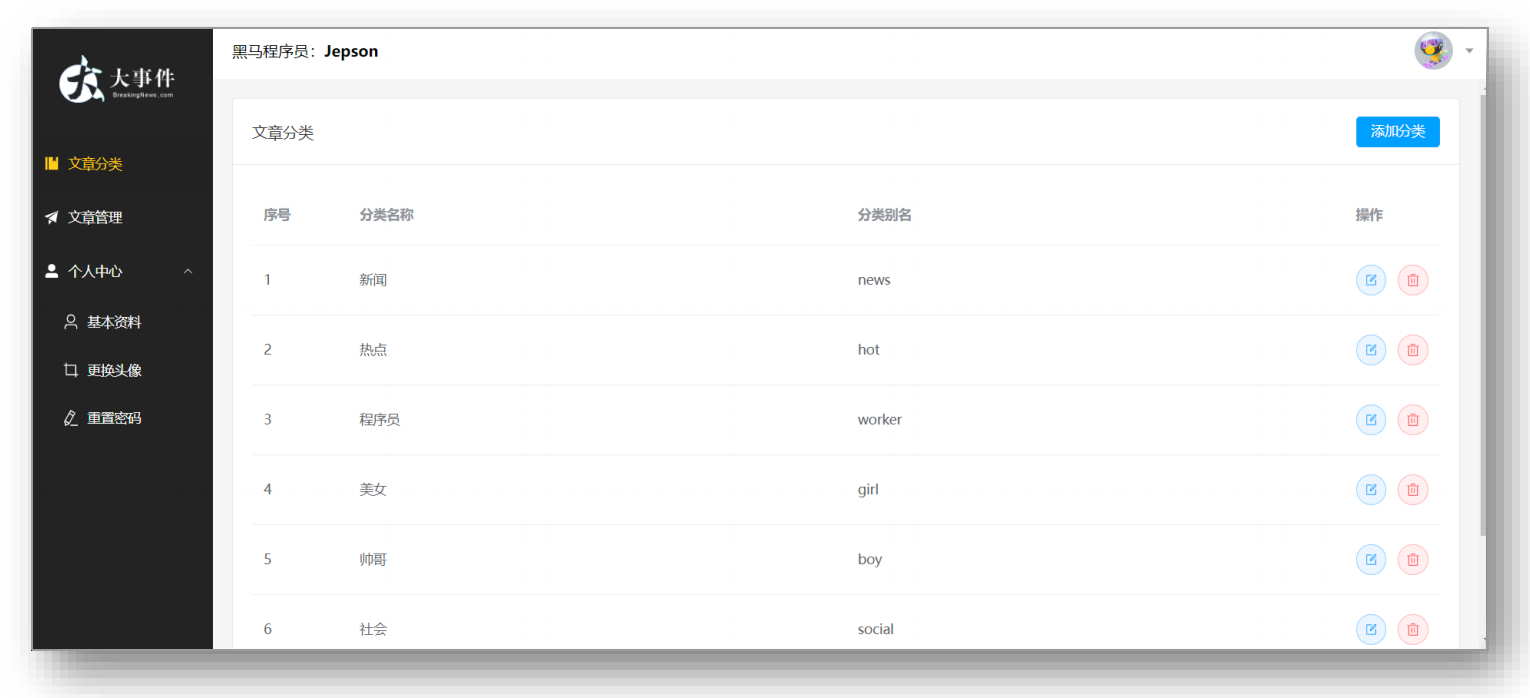 大事件
BreakingNews.com
黑马程序员：Jepson
文章分类
文章管理
个人中心
基本资料
更换头像
重置密码
文章分类
添加分类
序号 分类名称 分类别名 操作
1 新闻 news
2 热点 hot
3 程序员 worker
4 美女 girl
5 帅哥 boy
6 社会 social